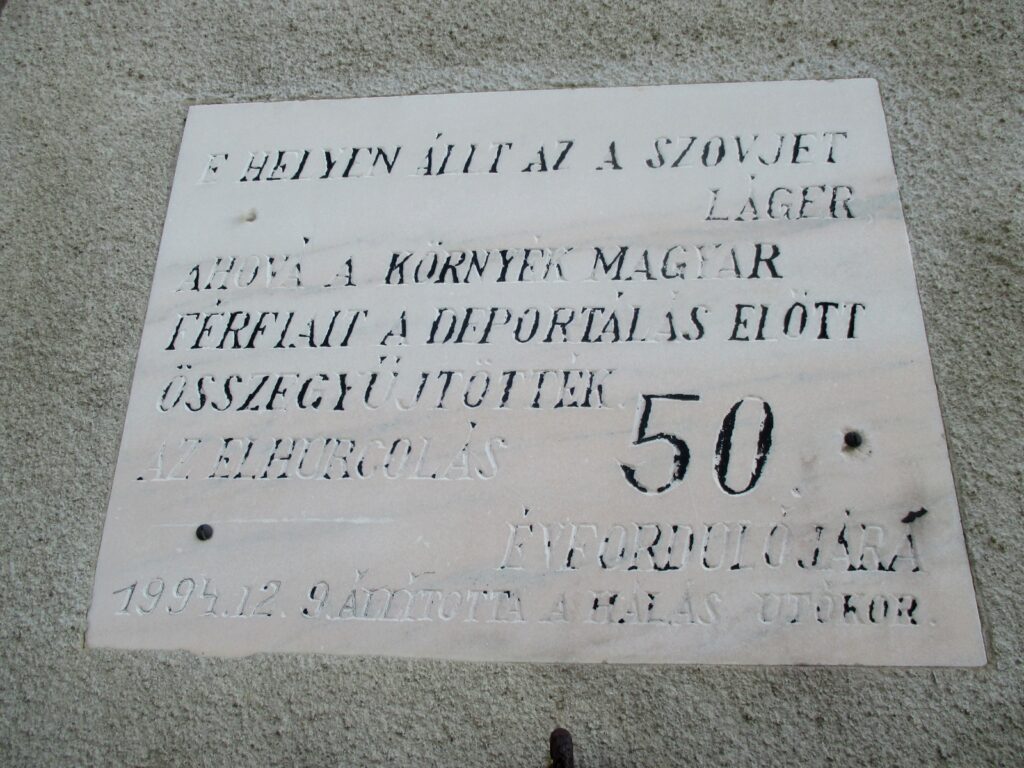 E HELYEN ÁLLT AZ A SZOVJET
LÁGER,
AHOVÁ A KÖRNYÉK MAGYAR
FÉRFIAIT A DEPORTÁLÁS ELÖTT
ÖSSZEGYŰJTÖTTÉK.
AZ ELHURCOLÁS 50.
ÉVFORDULÓJÁRA
1994.12.9. ÁLLÍTOTTA A HÁLÁS UTÓKOR.